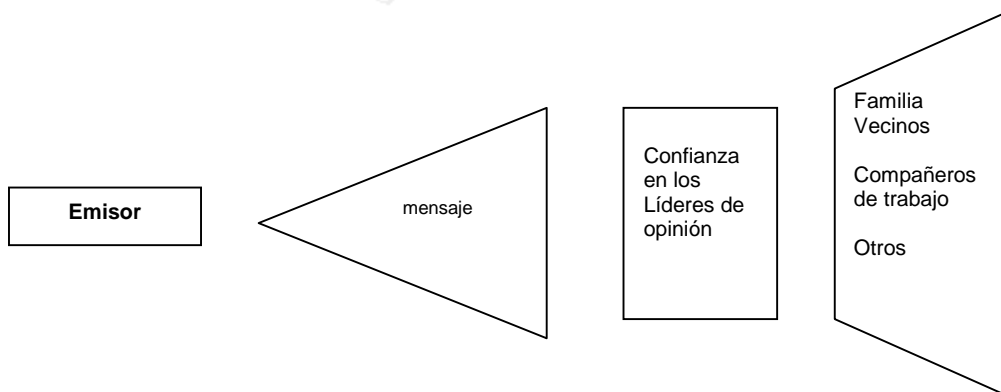 Emisor
mensaje
Confianza
en los
Líderes de
opinión
Familia
Vecinos
Compañeros
de trabajo
Otros